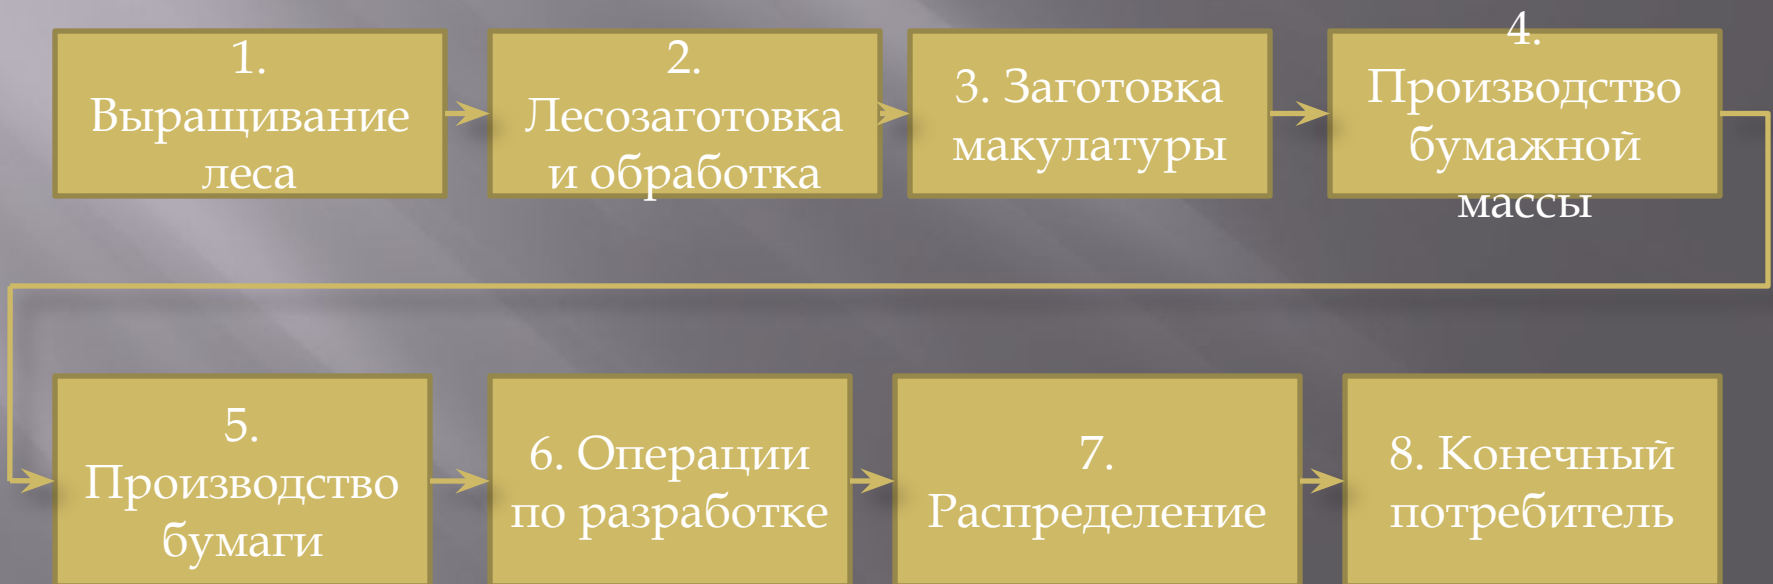 1.
Выращивание
леса
2.
Лесозаготовка
и обработка
3. Заготовка
макулатуры
4.
Производство
бумажной
массы
5.
Производство
бумаги
6. Операции
по разработке
7.
Распределение
8. Конечный
потребитель